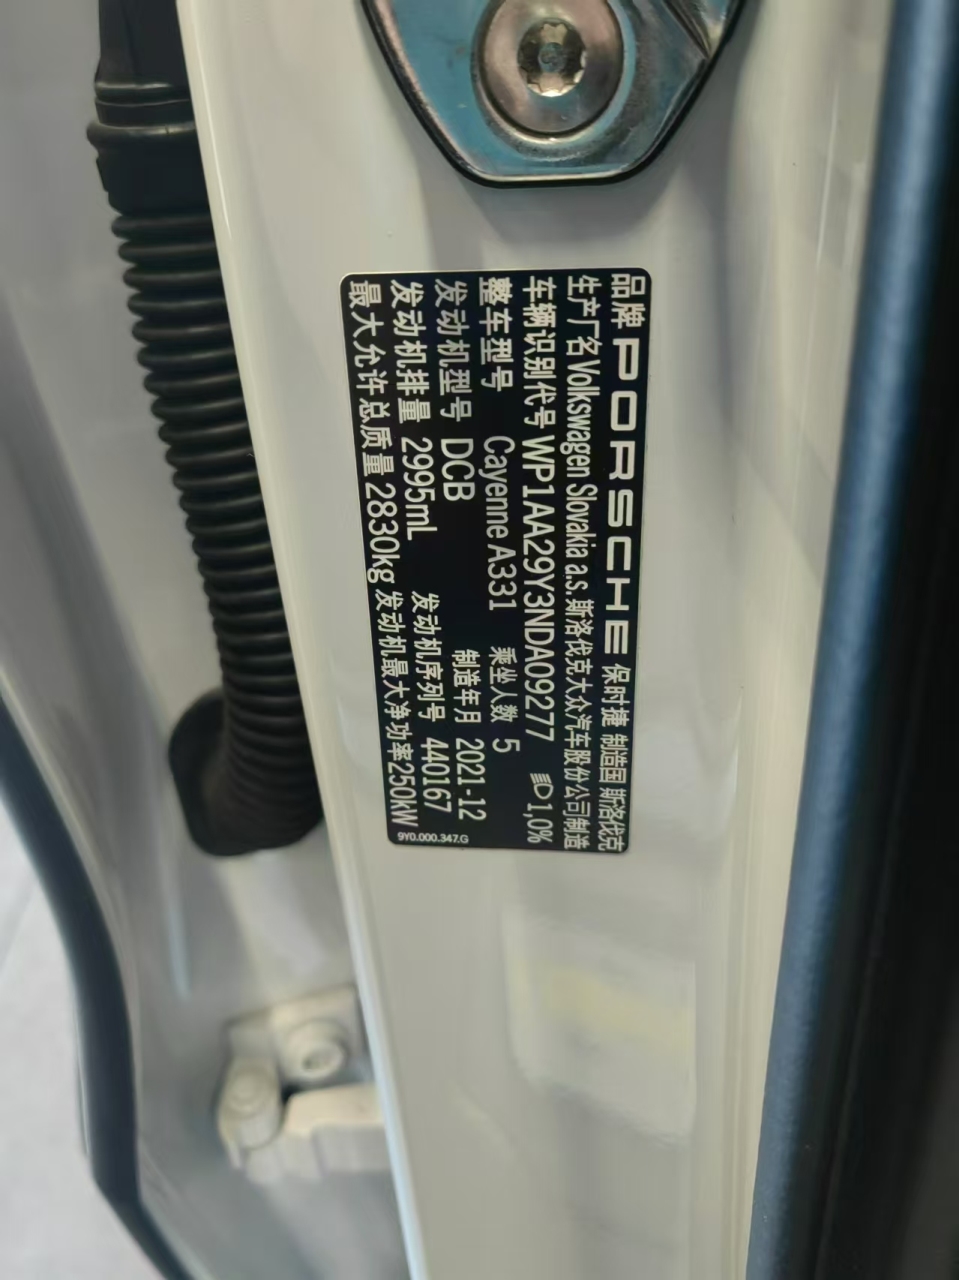 品牌 PORSCHE 保时捷 制造国 斯洛伐克
生产厂名 Volkswagen Slovakia a.s. 斯洛伐克大众汽车股份公司制造
车辆识别代号 WP1AA29Y3NDA09277 1,0%
整车型号 Cayenne A331 乘坐人数 5
发动机型号 DCB 制造年月 2021-12
发动机排量 2995mL 发动机序列号 440167
最大允许总质量 2830kg 发动机最大净功率 250kW
9Y0.000.347.G